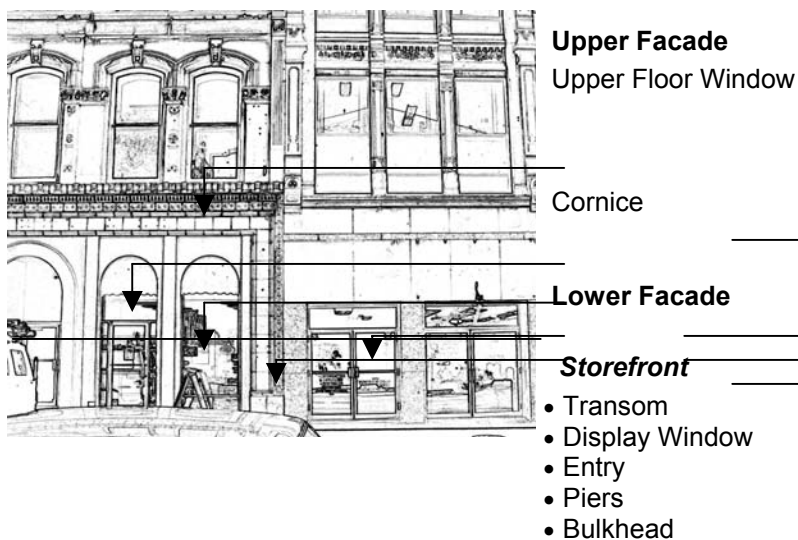 Upper Facade
Upper Floor Window
Cornice
Lower Facade
Storefront
• Transom
• Display Window
• Entry
• Piers
• Bulkhead